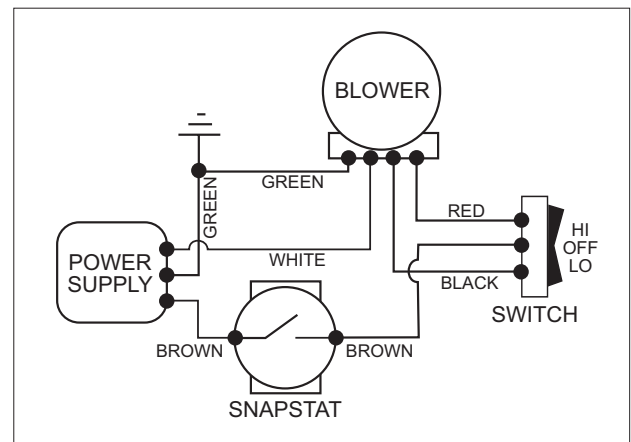 BLOWER
GREEN
GREEN
RED
HI
OFF
LO
WHITE
POWER
SUPPLY
BLACK
SWITCH
BROWN
BROWN
SNAPSTAT